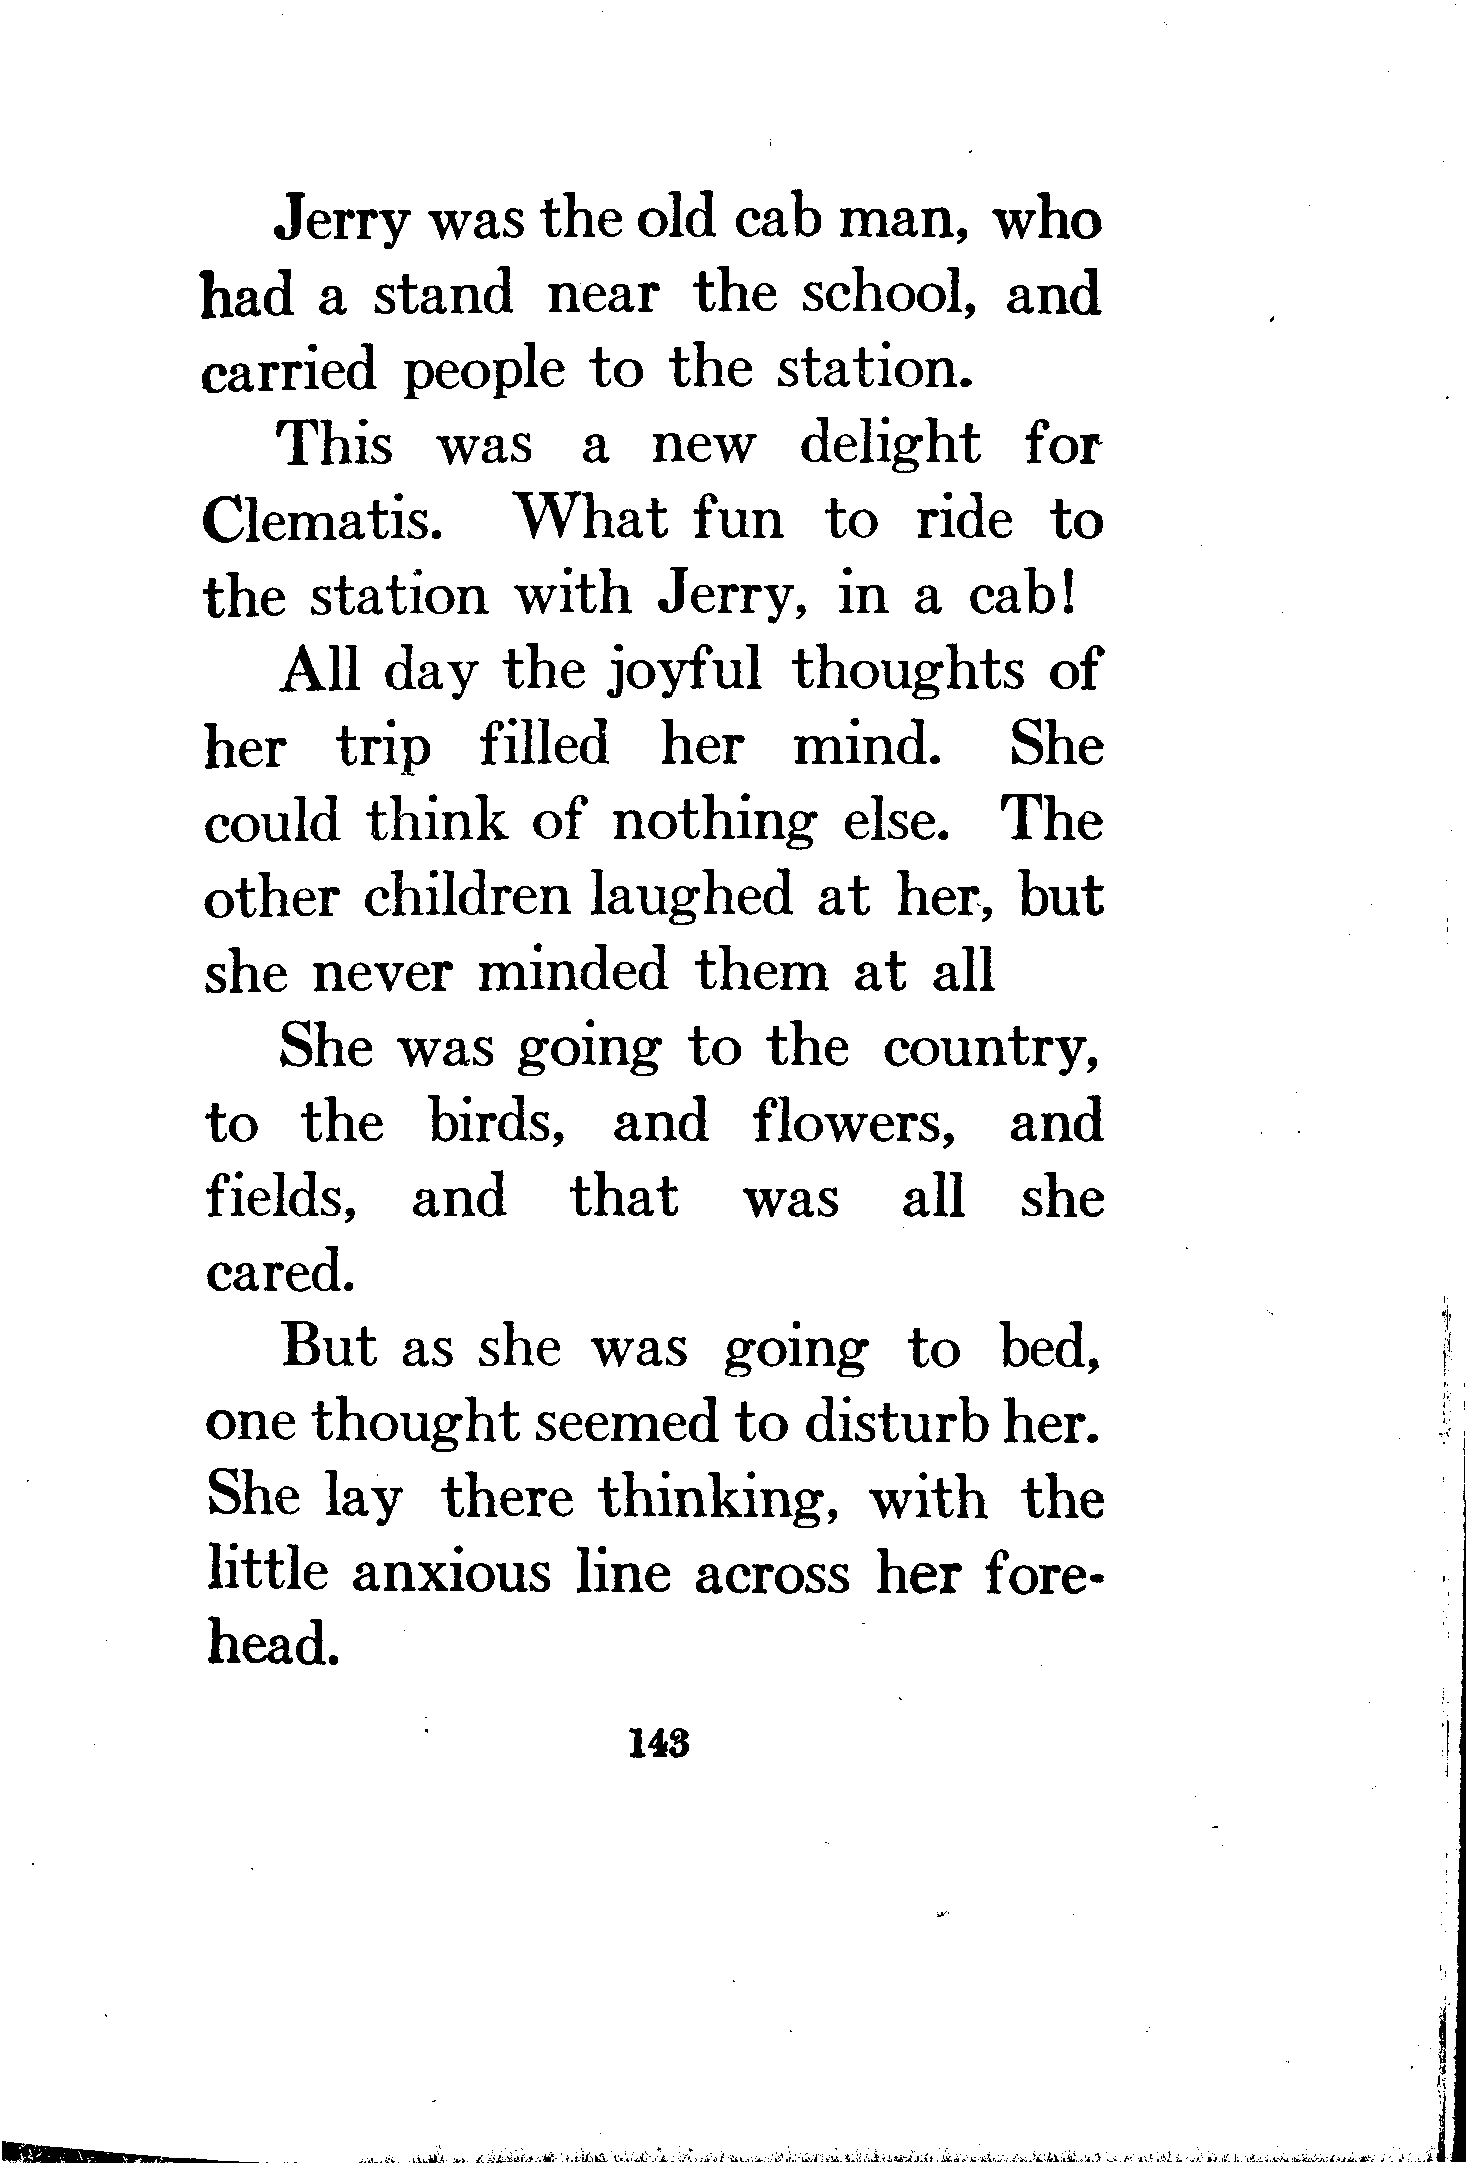 Jerry was the old cab man, who
had a stand near the school, and
carried people to the station.
This was a new delight for
Clematis. What fun to ride to
the station with Jerry, in a cab!
All day the joyful thoughts of
her trip filled her mind. She
could think of nothing else. The
other children laughed at her, but
she never minded them at all
She was going to the country,
to the birds, and flowers, and
fields, and that was all she
cared.
But as she was going to bed,
one thought seemed to disturb her.
She lay there thinking, with the
little anxious line across her fore-
head.
143